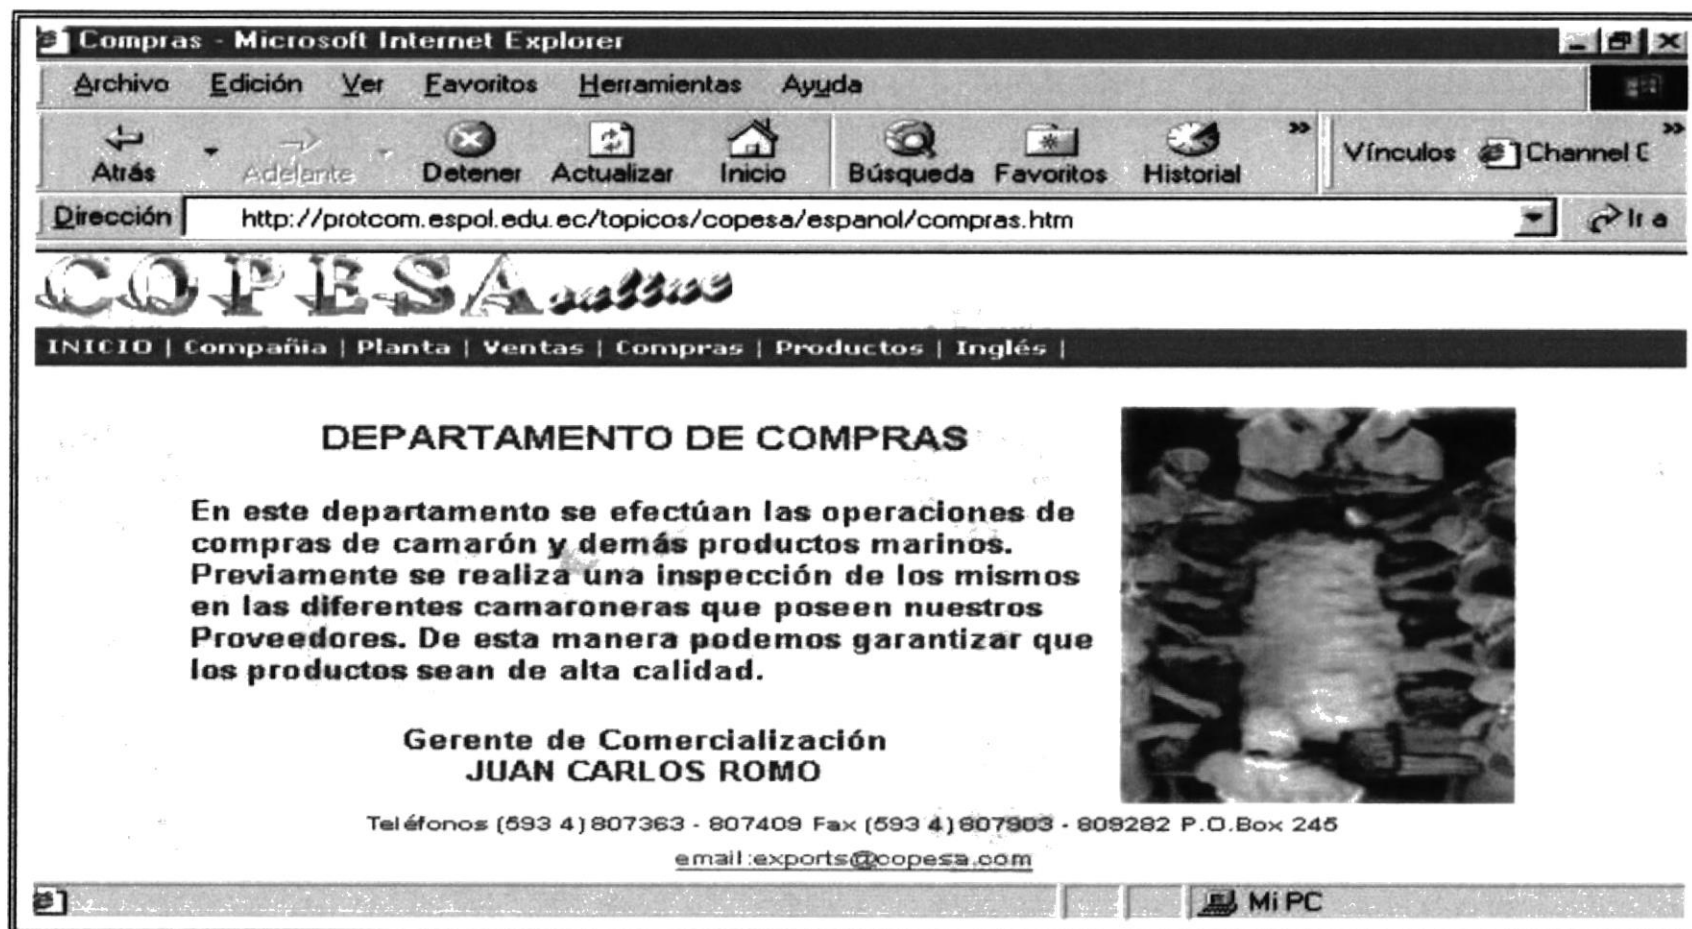 Compras - Microsoft Internet Explorer
Archivo Edición Ver Favoritos Herramientas Ayuda
Atrás Adelante Detener Actualizar Inicio Búsqueda Favoritos Historial Vínculos Channel
Dirección http://protcom.espol.edu.ec/topicos/copesa/espanol/compras.htm Ir a
COPESA online
INICIO | Compañia | Planta | Ventas | Compras | Productos | Inglés |
DEPARTAMENTO DE COMPRAS
En este departamento se efectúan las operaciones de
compras de camarón y demás productos marinos.
Previamente se realiza una inspección de los mismos
en las diferentes camaroneras que poseen nuestros
Proveedores. De esta manera podemos garantizar que
los productos sean de alta calidad.
Gerente de Comercialización
JUAN CARLOS ROMO
Teléfonos (593 4) 807363 - 807409 Fax (593 4) 807903 - 809282 P.O.Box 245
email:exports@copesa.com
Mi PC